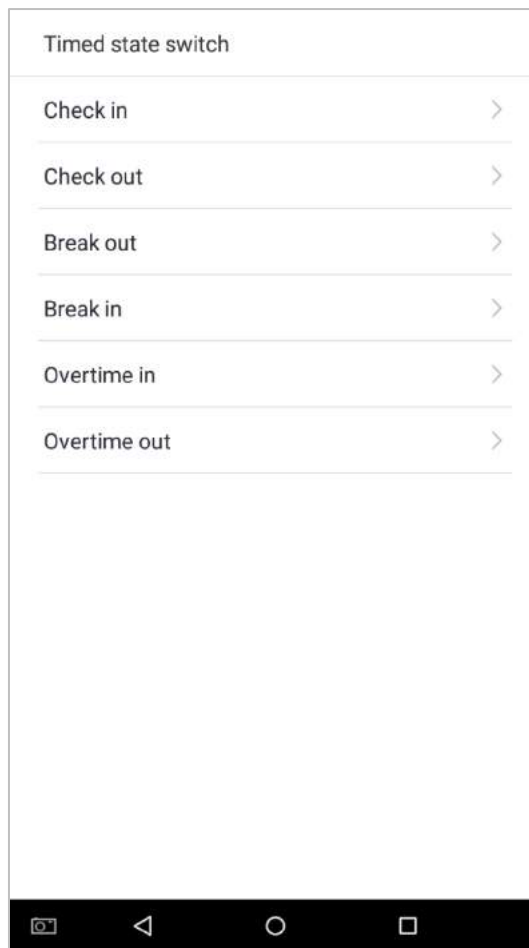 Timed state switch
Check in
Check out
Break out
Break in
Overtime in
Overtime out